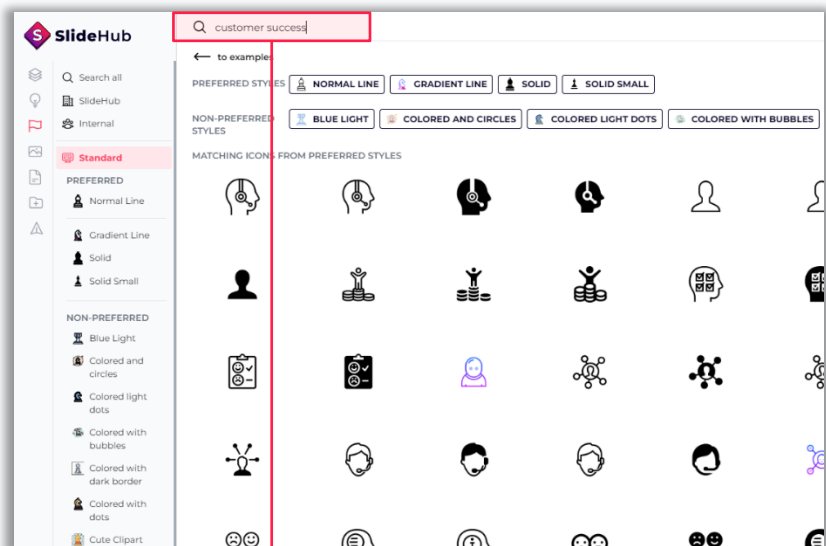 SlideHub
customer success
to examples
Search all
SlideHub
Internal
Standard
PREFERRED
Normal Line
Gradient Line
Solid
Solid Small
NON-PREFERRED
Blue Light
Colored and
circles
Colored light
dots
Colored with
bubbles
Colored with
dark border
Colored with
dots
Cute Clipart
PREFERRED STYLES
NORMAL LINE
GRADIENT LINE
SOLID
SOLID SMALL
NON-PREFERRED
STYLES
BLUE LIGHT
COLORED AND CIRCLES
COLORED LIGHT DOTS
COLORED WITH BUBBLES
MATCHING ICONS FROM PREFERRED STYLES